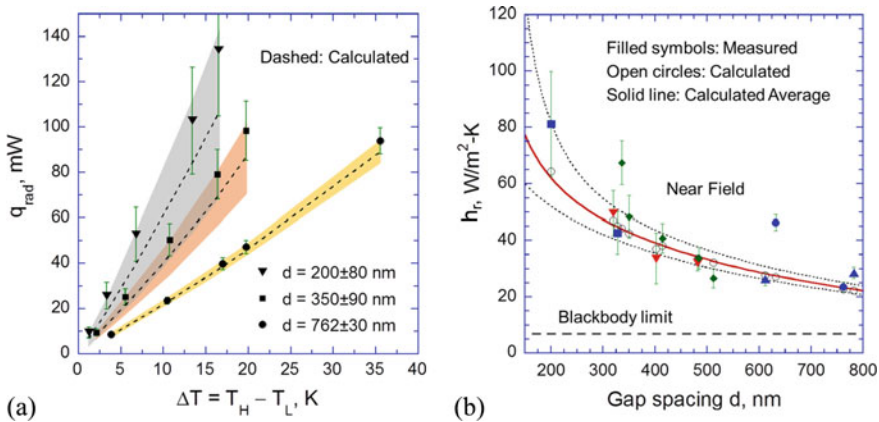 140
120
100
80
60
40
20
0
q_rad, mW
Dashed: Calculated
d = 200±80 nm
d = 350±90 nm
d = 762±30 nm
0 5 10 15 20 25 30 35 40
ΔT = T_H − T_L, K
(a)
120
100
80
60
40
20
0
h_r, W/m²-K
Filled symbols: Measured
Open circles: Calculated
Solid line: Calculated Average
Near Field
Blackbody limit
200 300 400 500 600 700 800
Gap spacing d, nm
(b)